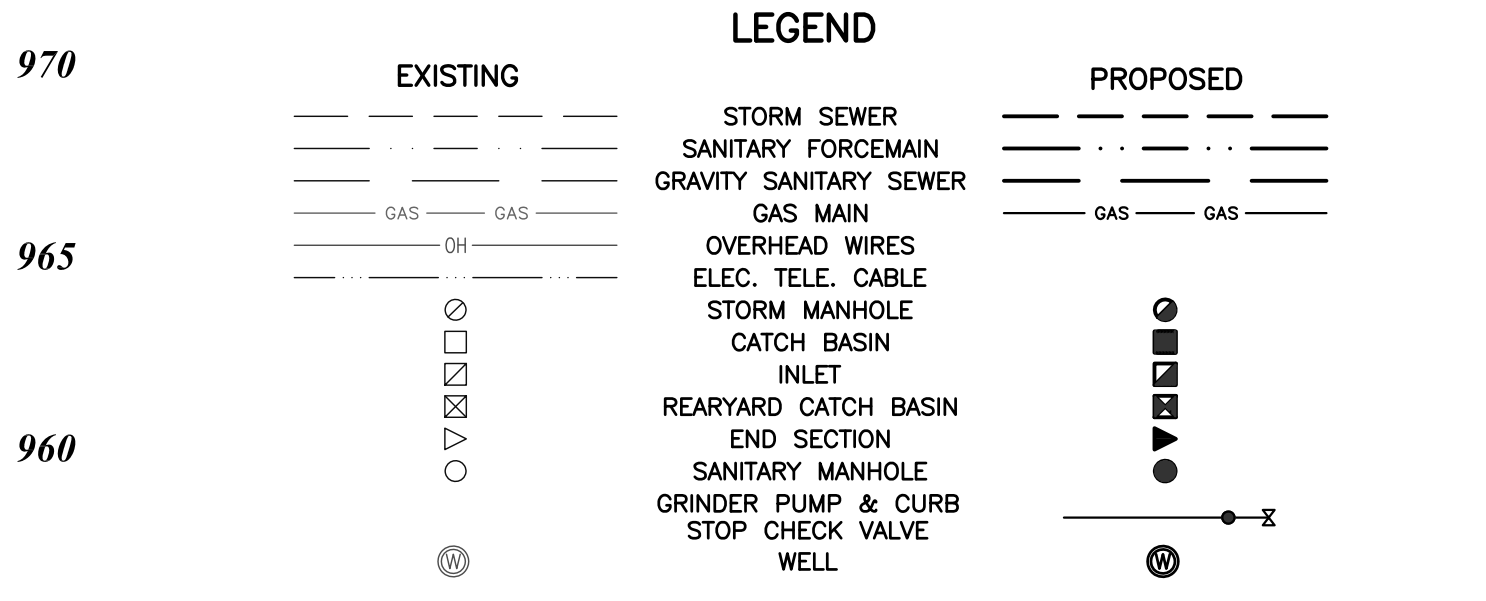 LEGEND
970
EXISTING PROPOSED
STORM SEWER
SANITARY FORCEMAIN
GRAVITY SANITARY SEWER
GAS GAS GAS MAIN GAS GAS
965
OH OVERHEAD WIRES
ELEC. TELE. CABLE
STORM MANHOLE
CATCH BASIN
INLET
REARYARD CATCH BASIN
END SECTION
960
SANITARY MANHOLE
GRINDER PUMP & CURB
STOP CHECK VALVE
W WELL W